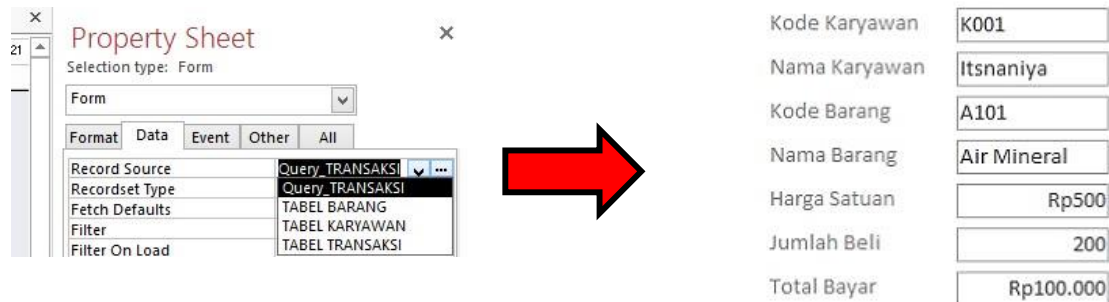 21
Property Sheet
Selection type: Form
Form
Format Data Event Other All
Record Source Query_TRANSAKSI
Recordset Type Query_TRANSAKSI
Fetch Defaults TABEL BARANG
Filter TABEL KARYAWAN
Filter On Load TABEL TRANSAKSI
Kode Karyawan K001
Nama Karyawan Itsnaniya
Kode Barang A101
Nama Barang Air Mineral
Harga Satuan Rp500
Jumlah Beli 200
Total Bayar Rp100.000